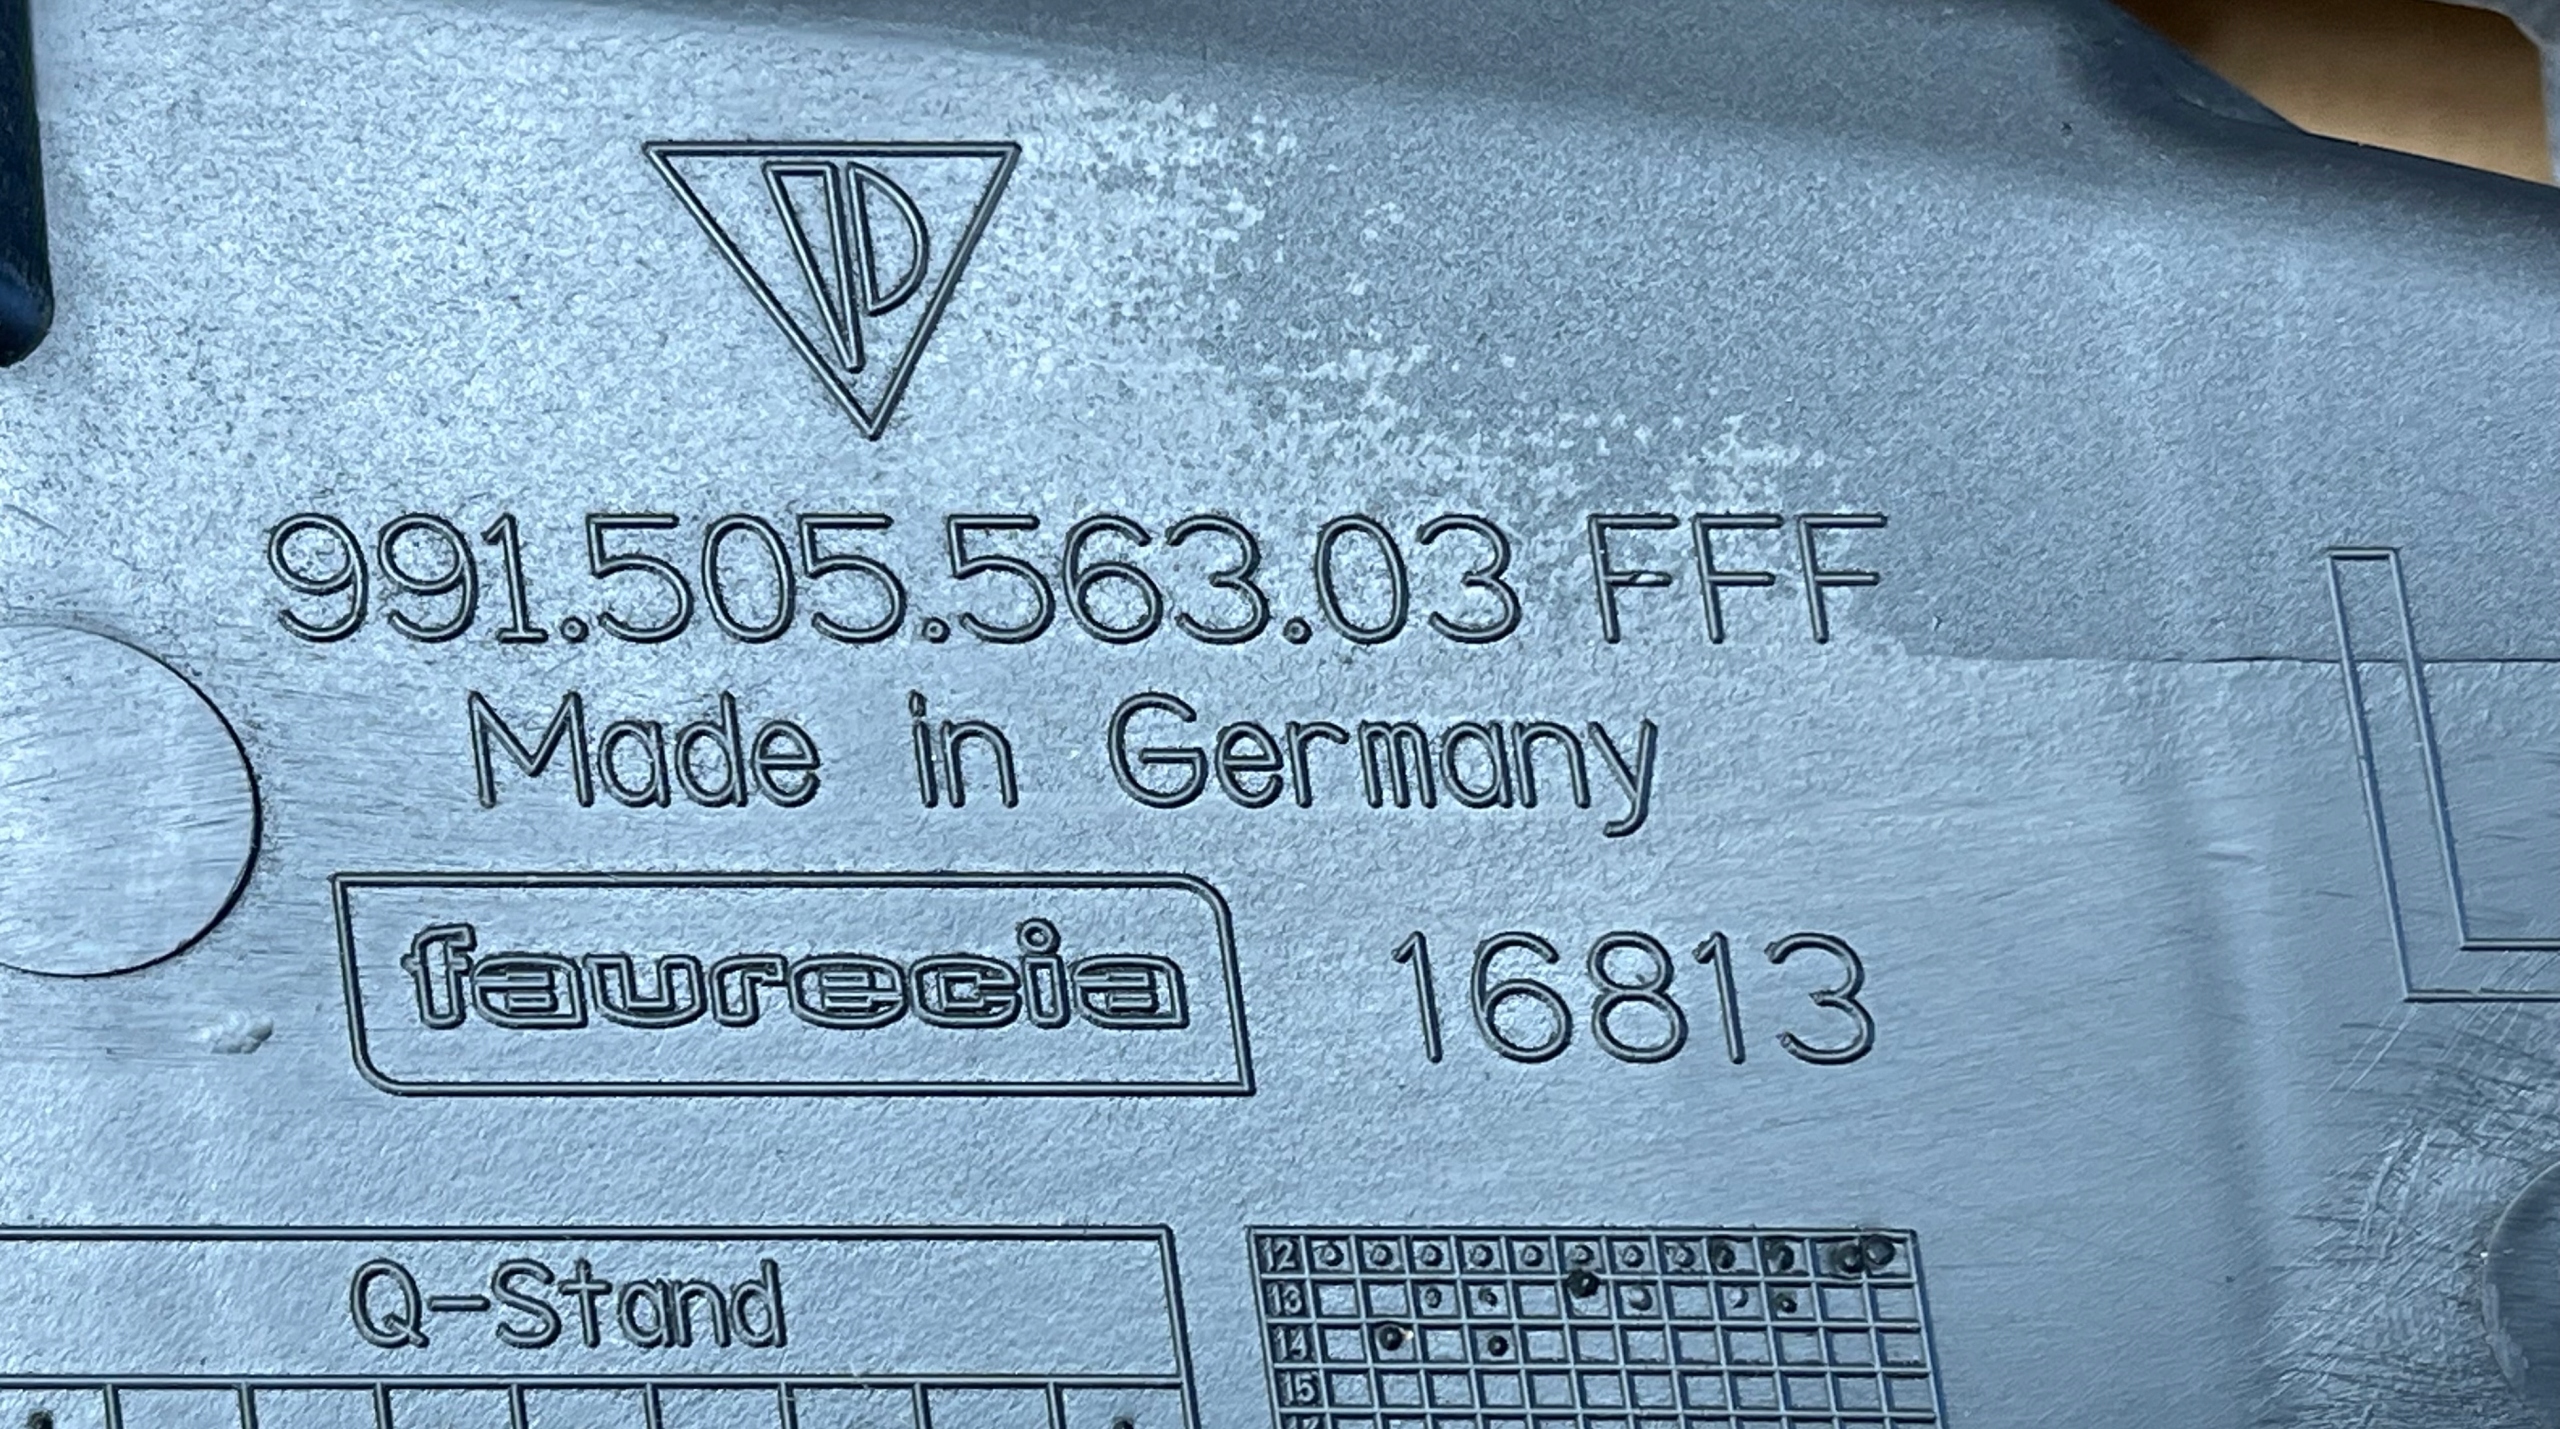 991.505.563.03 FFF
Made in Germany
faurecia 16813
Q-Stand
12
13
14
15